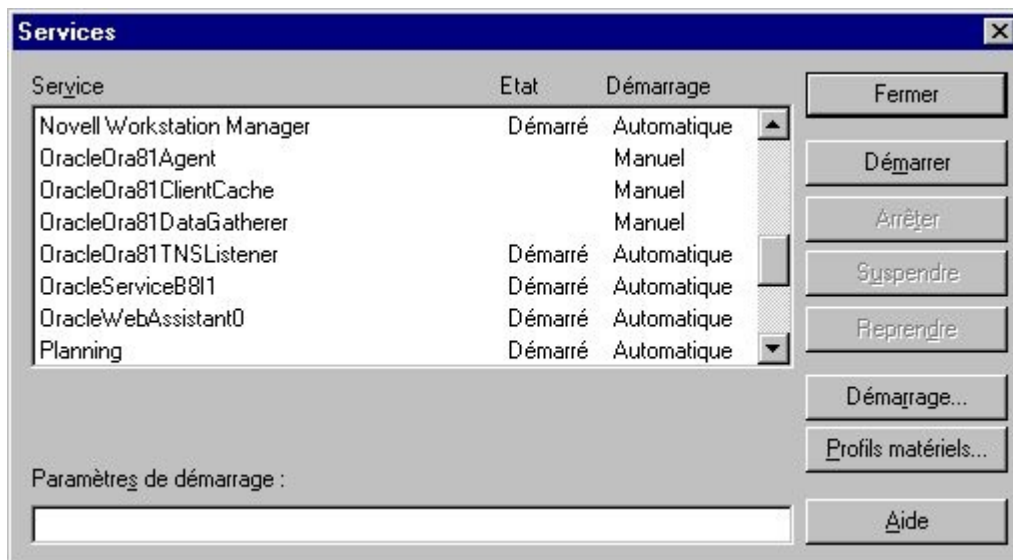 Services
Service Etat Démarrage
Novell Workstation Manager Démarré Automatique
OracleOra81Agent Manuel
OracleOra81ClientCache Manuel
OracleOra81DataGatherer Manuel
OracleOra81TNSListener Démarré Automatique
OracleServiceB8I1 Démarré Automatique
OracleWebAssistant0 Démarré Automatique
Planning Démarré Automatique
Fermer
Démarrer
Arrêter
Suspendre
Reprendre
Démarrage...
Profils matériels...
Paramètres de démarrage :
Aide